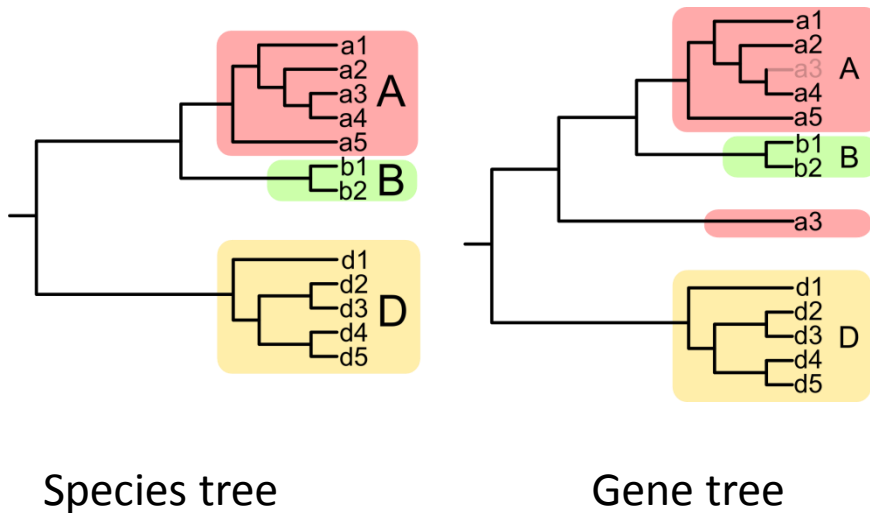 a1
a2
a3
a4
a5
A
b1
b2
B
d1
d2
d3
d4
d5
D
Species tree
a1
a2
a3
a4
a5
A
b1
b2
B
a3
d1
d2
d3
d4
d5
D
Gene tree